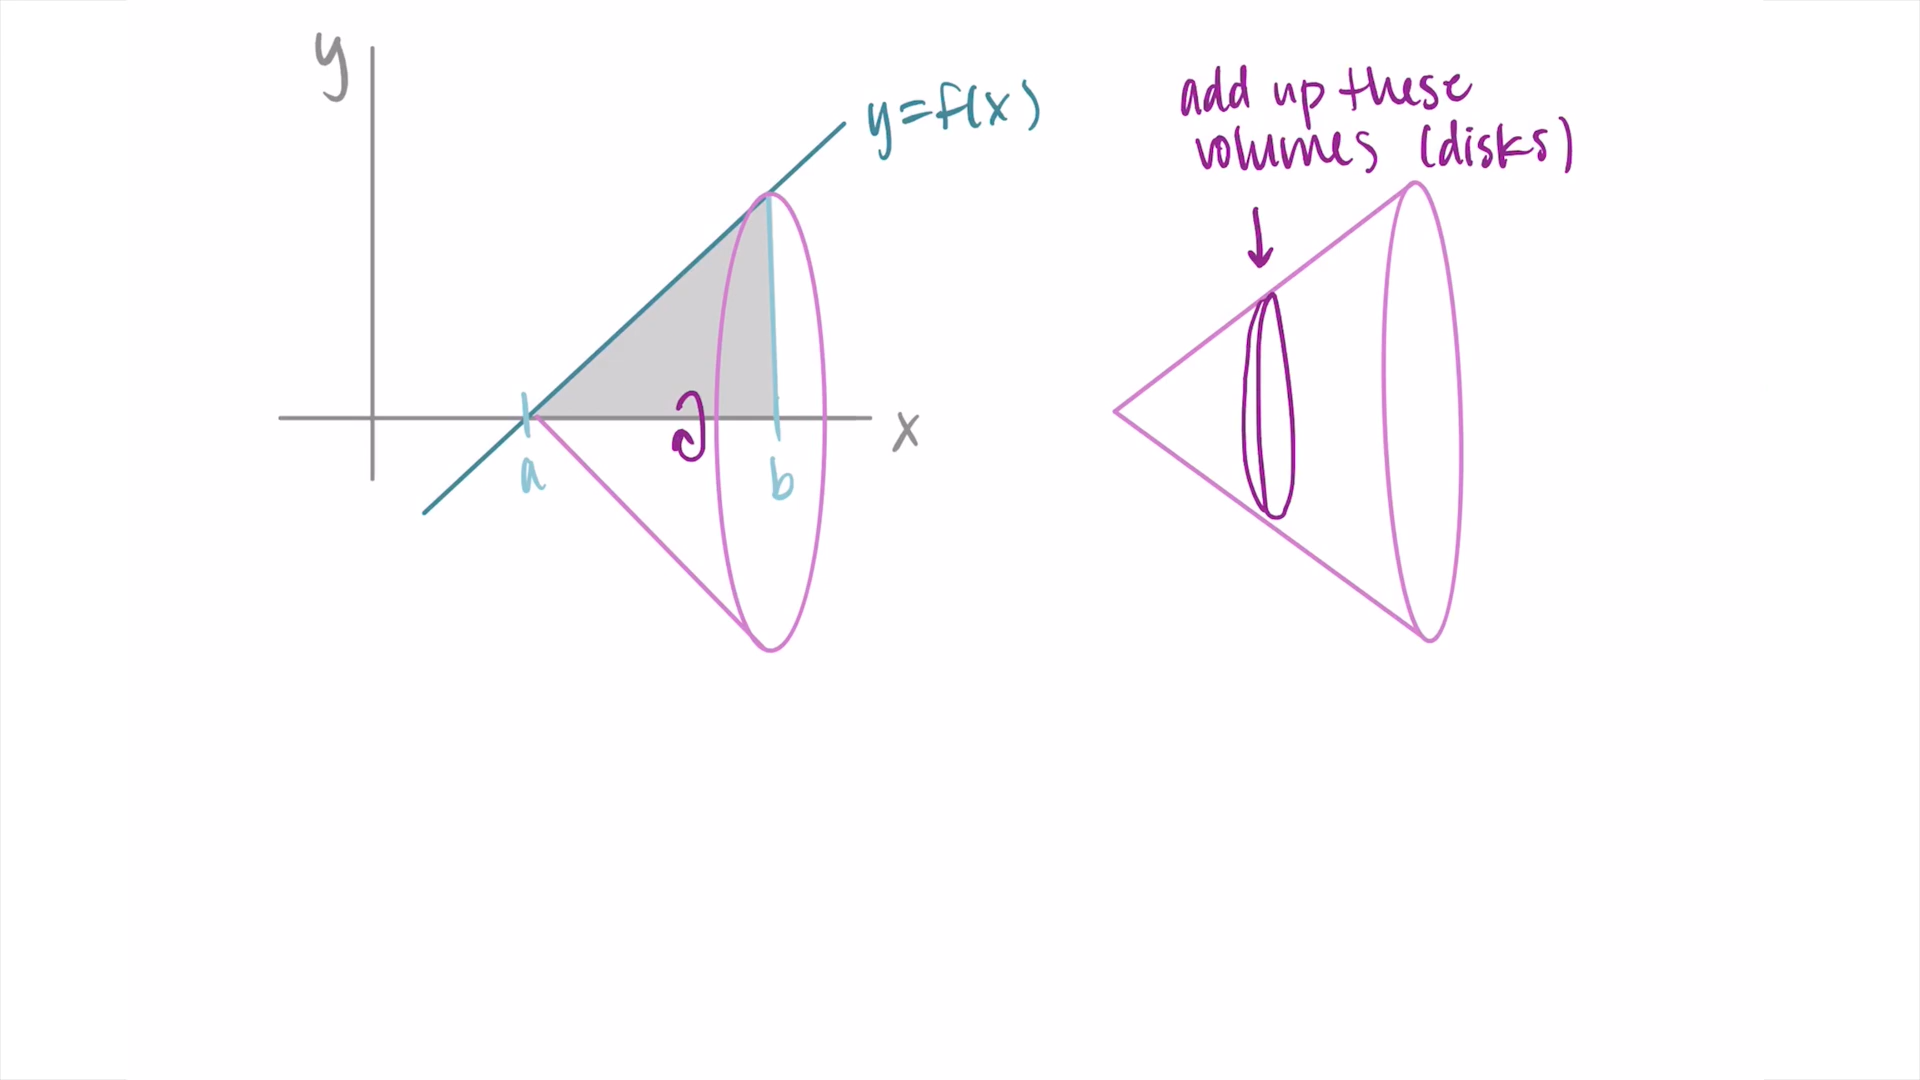 y
y=f(x)
x
a
b
add up these
volumes (disks)